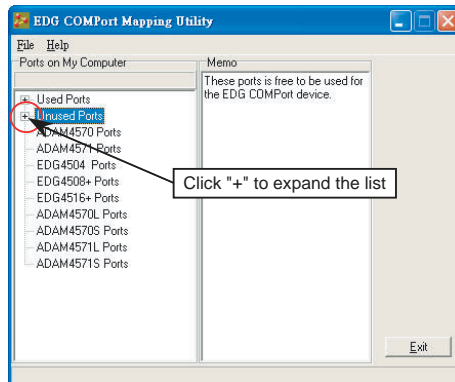 EDG COMPort Mapping Utility
File Help
Ports on My Computer
Memo
These ports is free to be used for
the EDG COMPort device.
Used Ports
Unused Ports
ADAM4570 Ports
ADAM4571 Ports
EDG4504 Ports
EDG4508+ Ports
EDG4516+ Ports
ADAM4570L Ports
ADAM4570S Ports
ADAM4571L Ports
ADAM4571S Ports
Click "+" to expand the list
Exit